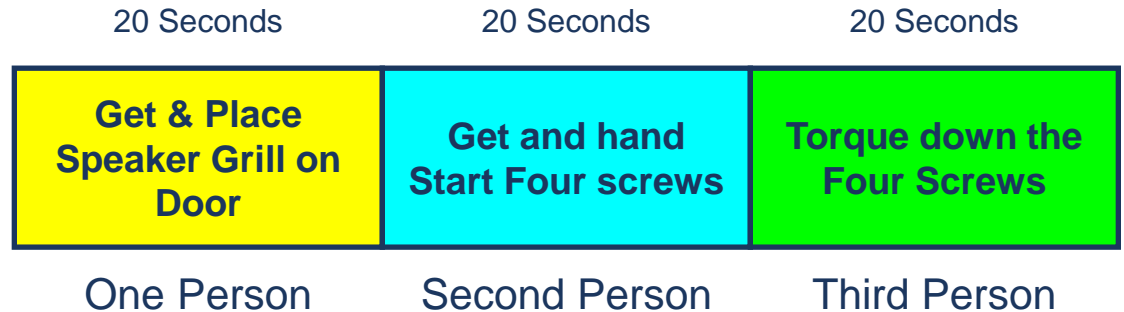 20 Seconds
20 Seconds
20 Seconds
Get & Place
Speaker Grill on
Door
Get and hand
Start Four screws
Torque down the
Four Screws
One Person
Second Person
Third Person